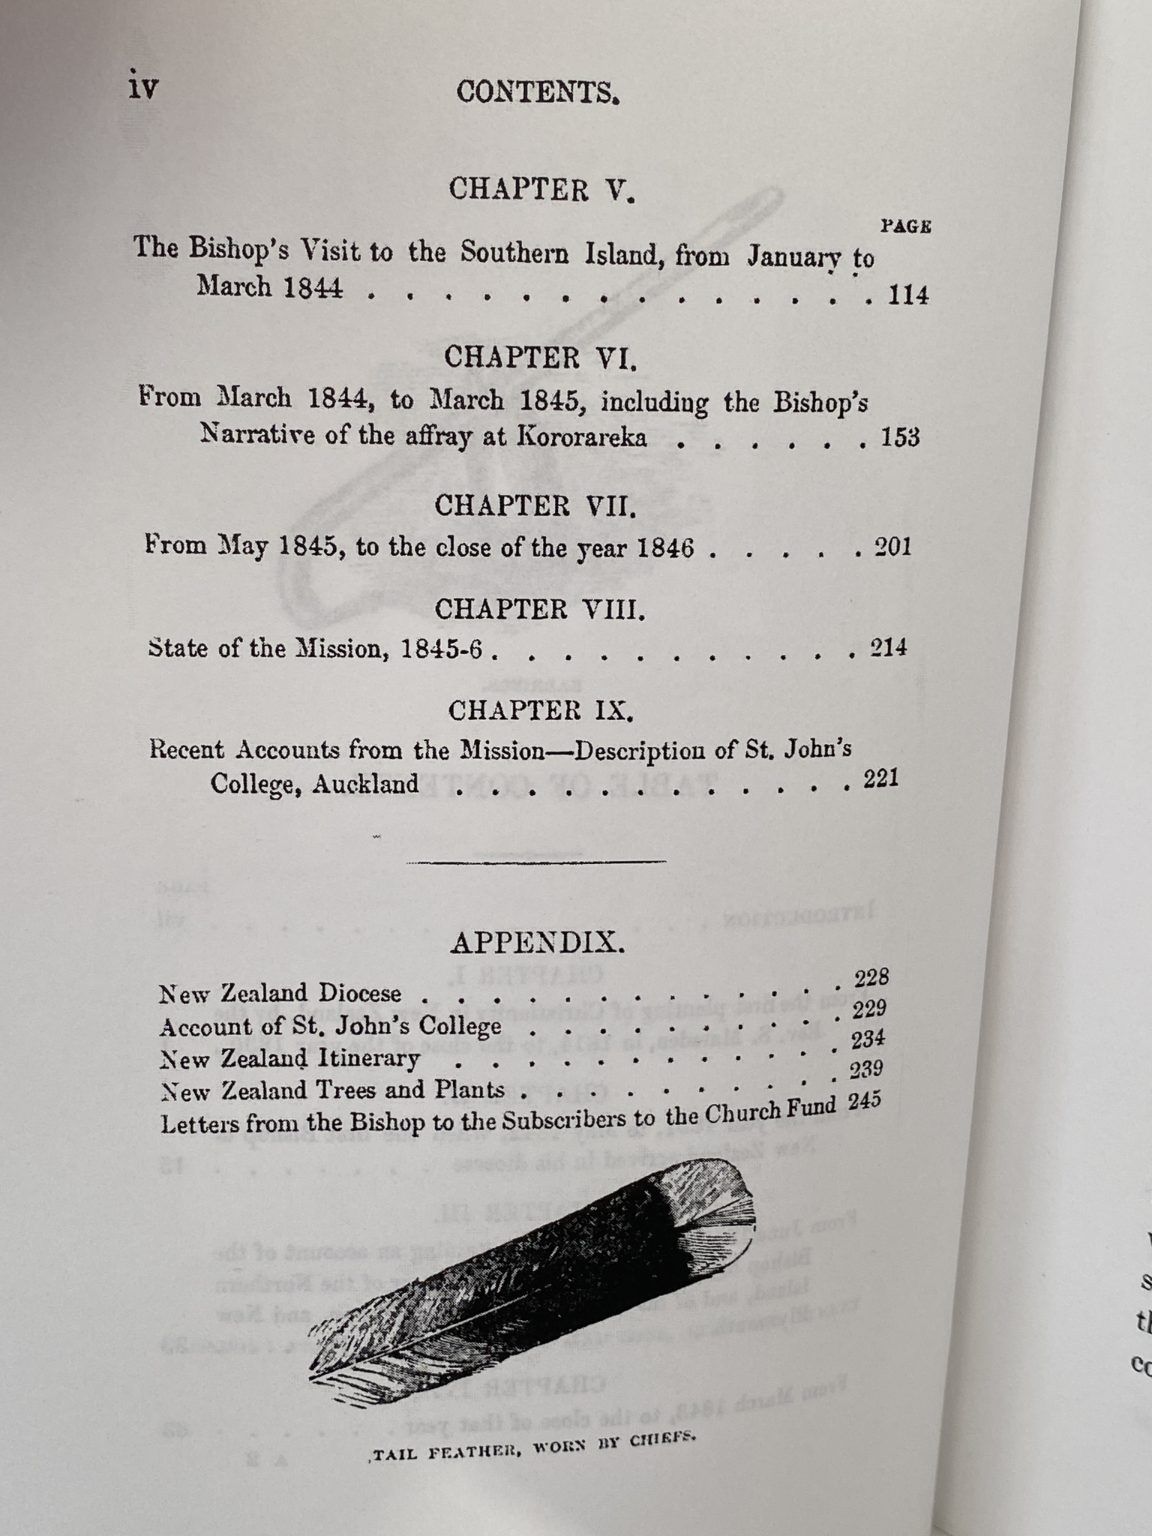 iv CONTENTS.
CHAPTER V.
PAGE
The Bishop's Visit to the Southern Island, from January to
March 1844 . . . . . . . . . . . . . . 114
CHAPTER VI.
From March 1844, to March 1845, including the Bishop's
Narrative of the affray at Kororareka . . . . . . 153
CHAPTER VII.
From May 1845, to the close of the year 1846 . . . . . 201
CHAPTER VIII.
State of the Mission, 1845-6 . . . . . . . . . . . 214
CHAPTER IX.
Recent Accounts from the Mission—Description of St. John's
College, Auckland . . . . . . . . . . . . 221
APPENDIX.
New Zealand Diocese . . . . . . . . . . . . . 228
Account of St. John's College . . . . . . . . . . 229
New Zealand Itinerary . . . . . . . . . . . . 234
New Zealand Trees and Plants . . . . . . . . . . 239
Letters from the Bishop to the Subscribers to the Church Fund 245
TAIL FEATHER, WORN BY CHIEFS.